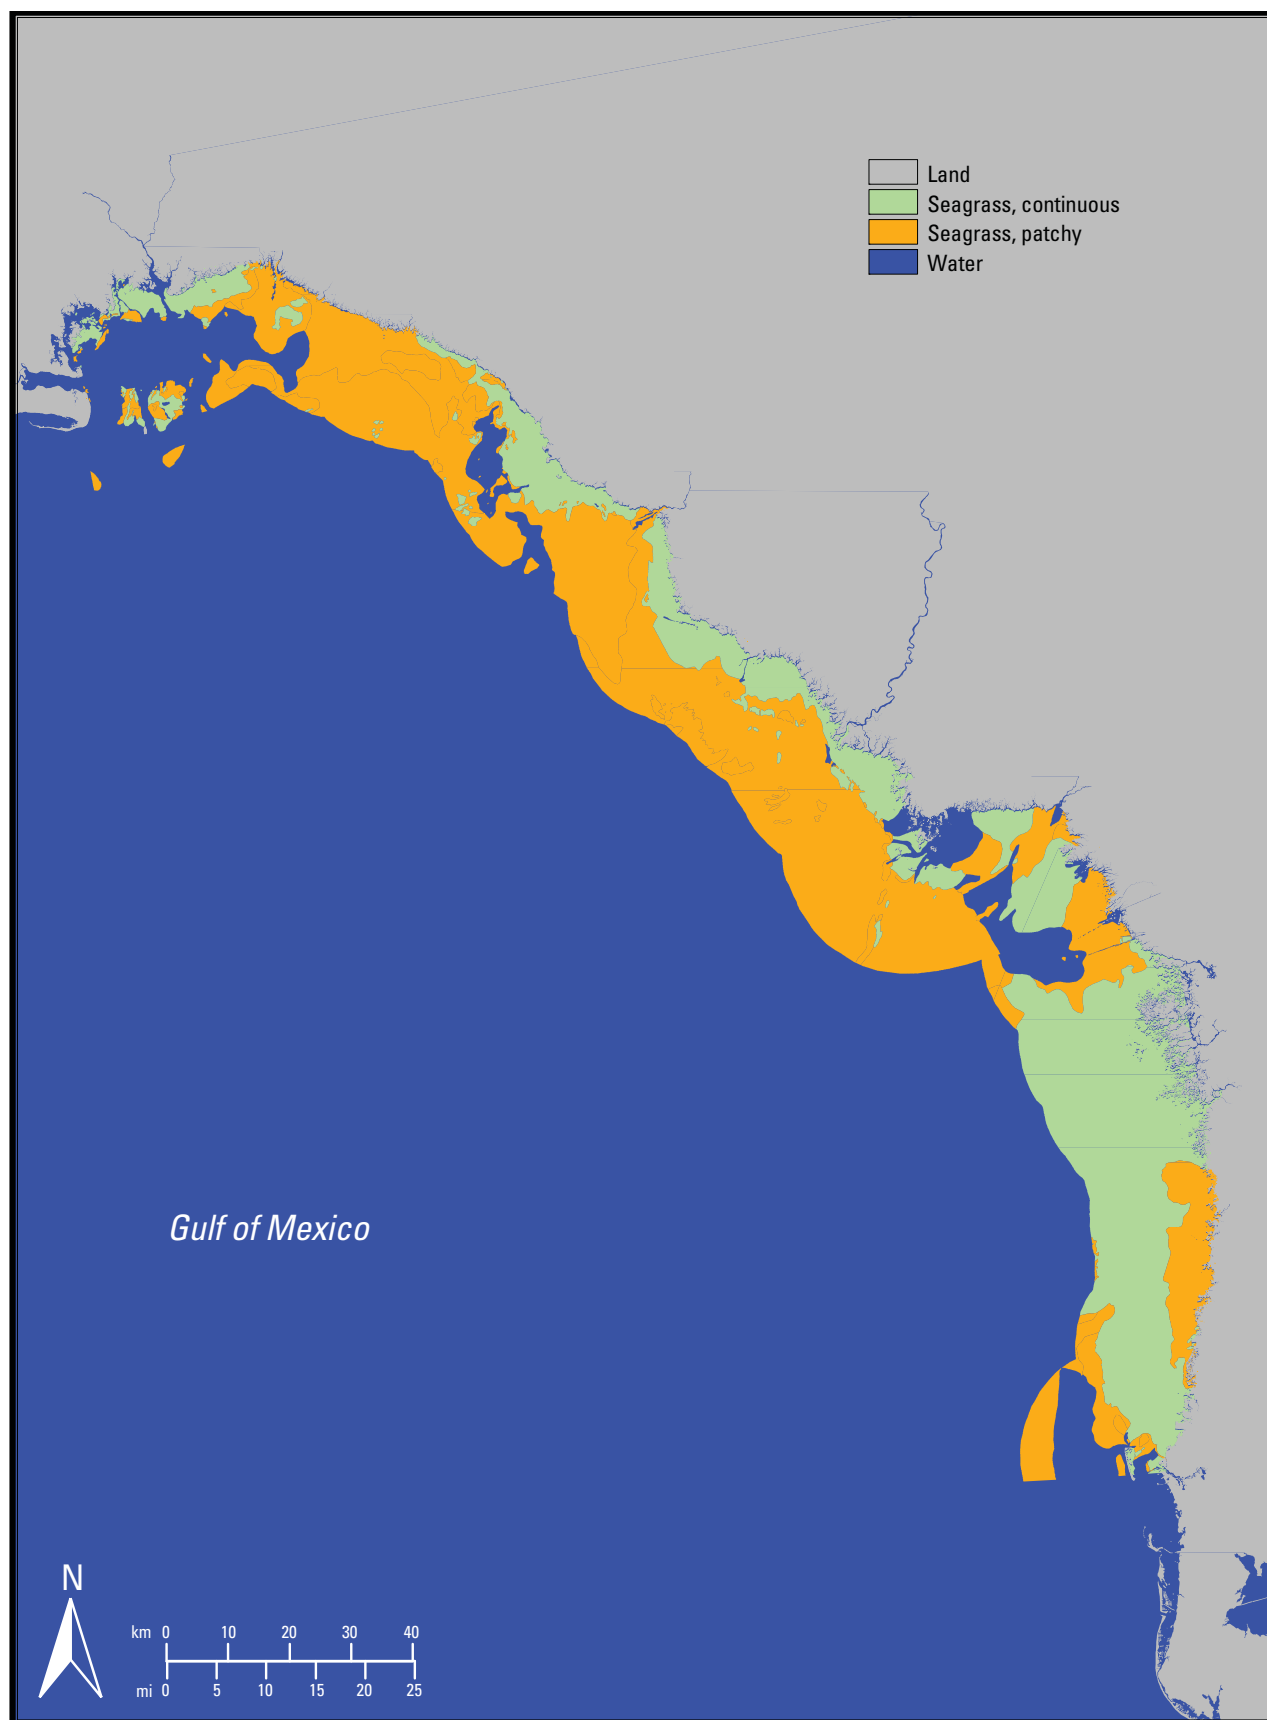 Land
Seagrass, continuous
Seagrass, patchy
Water
Gulf of Mexico
N
km 0 10 20 30 40
mi 0 5 10 15 20 25